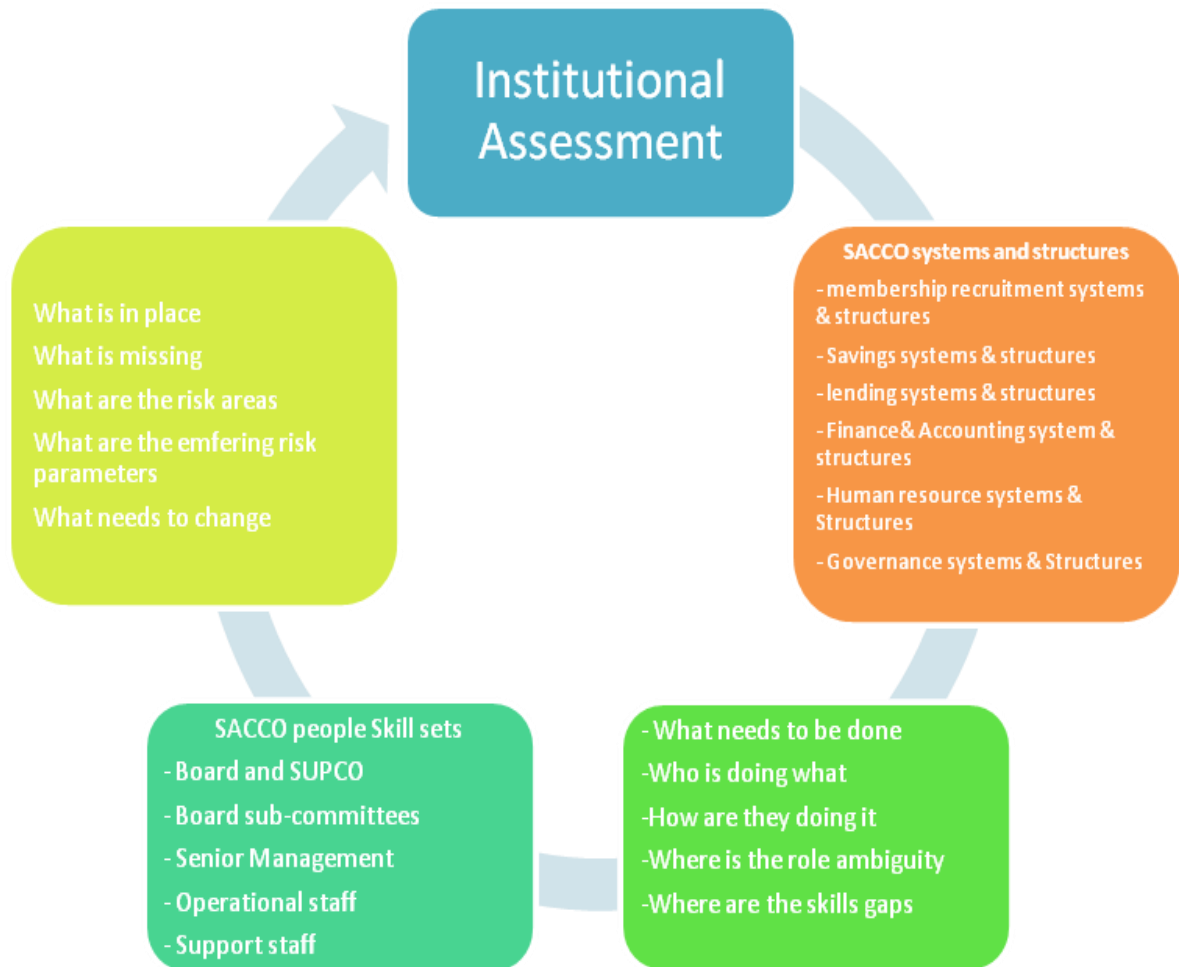 Institutional
Assessment
SACCO systems and structures
- membership recruitment systems
& structures
- Savings systems & structures
- lending systems & structures
- Finance& Accounting system &
structures
- Human resource systems &
Structures
- Governance systems & Structures
- What needs to be done
-Who is doing what
-How are they doing it
-Where is the role ambiguity
-Where are the skills gaps
SACCO people Skill sets
- Board and SUPCO
- Board sub-committees
- Senior Management
- Operational staff
- Support staff
What is in place
What is missing
What are the risk areas
What are the emfering risk
parameters
What needs to change